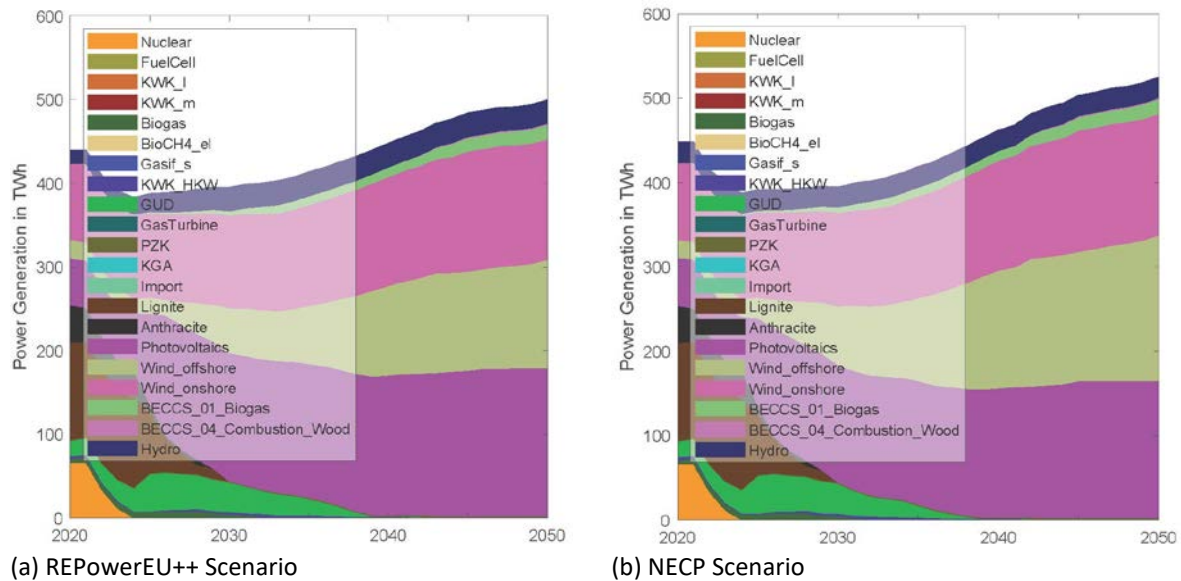 600
500
400
300
200
100
0
Power Generation in TWh
Nuclear
FuelCell
KWK_l
KWK_m
Biogas
BioCH4_el
Gasif_s
KWK_HKW
GUD
GasTurbine
PZK
KGA
Import
Lignite
Anthracite
Photovoltaics
Wind_offshore
Wind_onshore
BECCS_01_Biogas
BECCS_04_Combustion_Wood
Hydro
2020 2030 2040 2050
(a) REPowerEU++ Scenario
600
500
400
300
200
100
0
Power Generation in TWh
Nuclear
FuelCell
KWK_l
KWK_m
Biogas
BioCH4_el
Gasif_s
KWK_HKW
GUD
GasTurbine
PZK
KGA
Import
Lignite
Anthracite
Photovoltaics
Wind_offshore
Wind_onshore
BECCS_01_Biogas
BECCS_04_Combustion_Wood
Hydro
2020 2030 2040 2050
(b) NECP Scenario